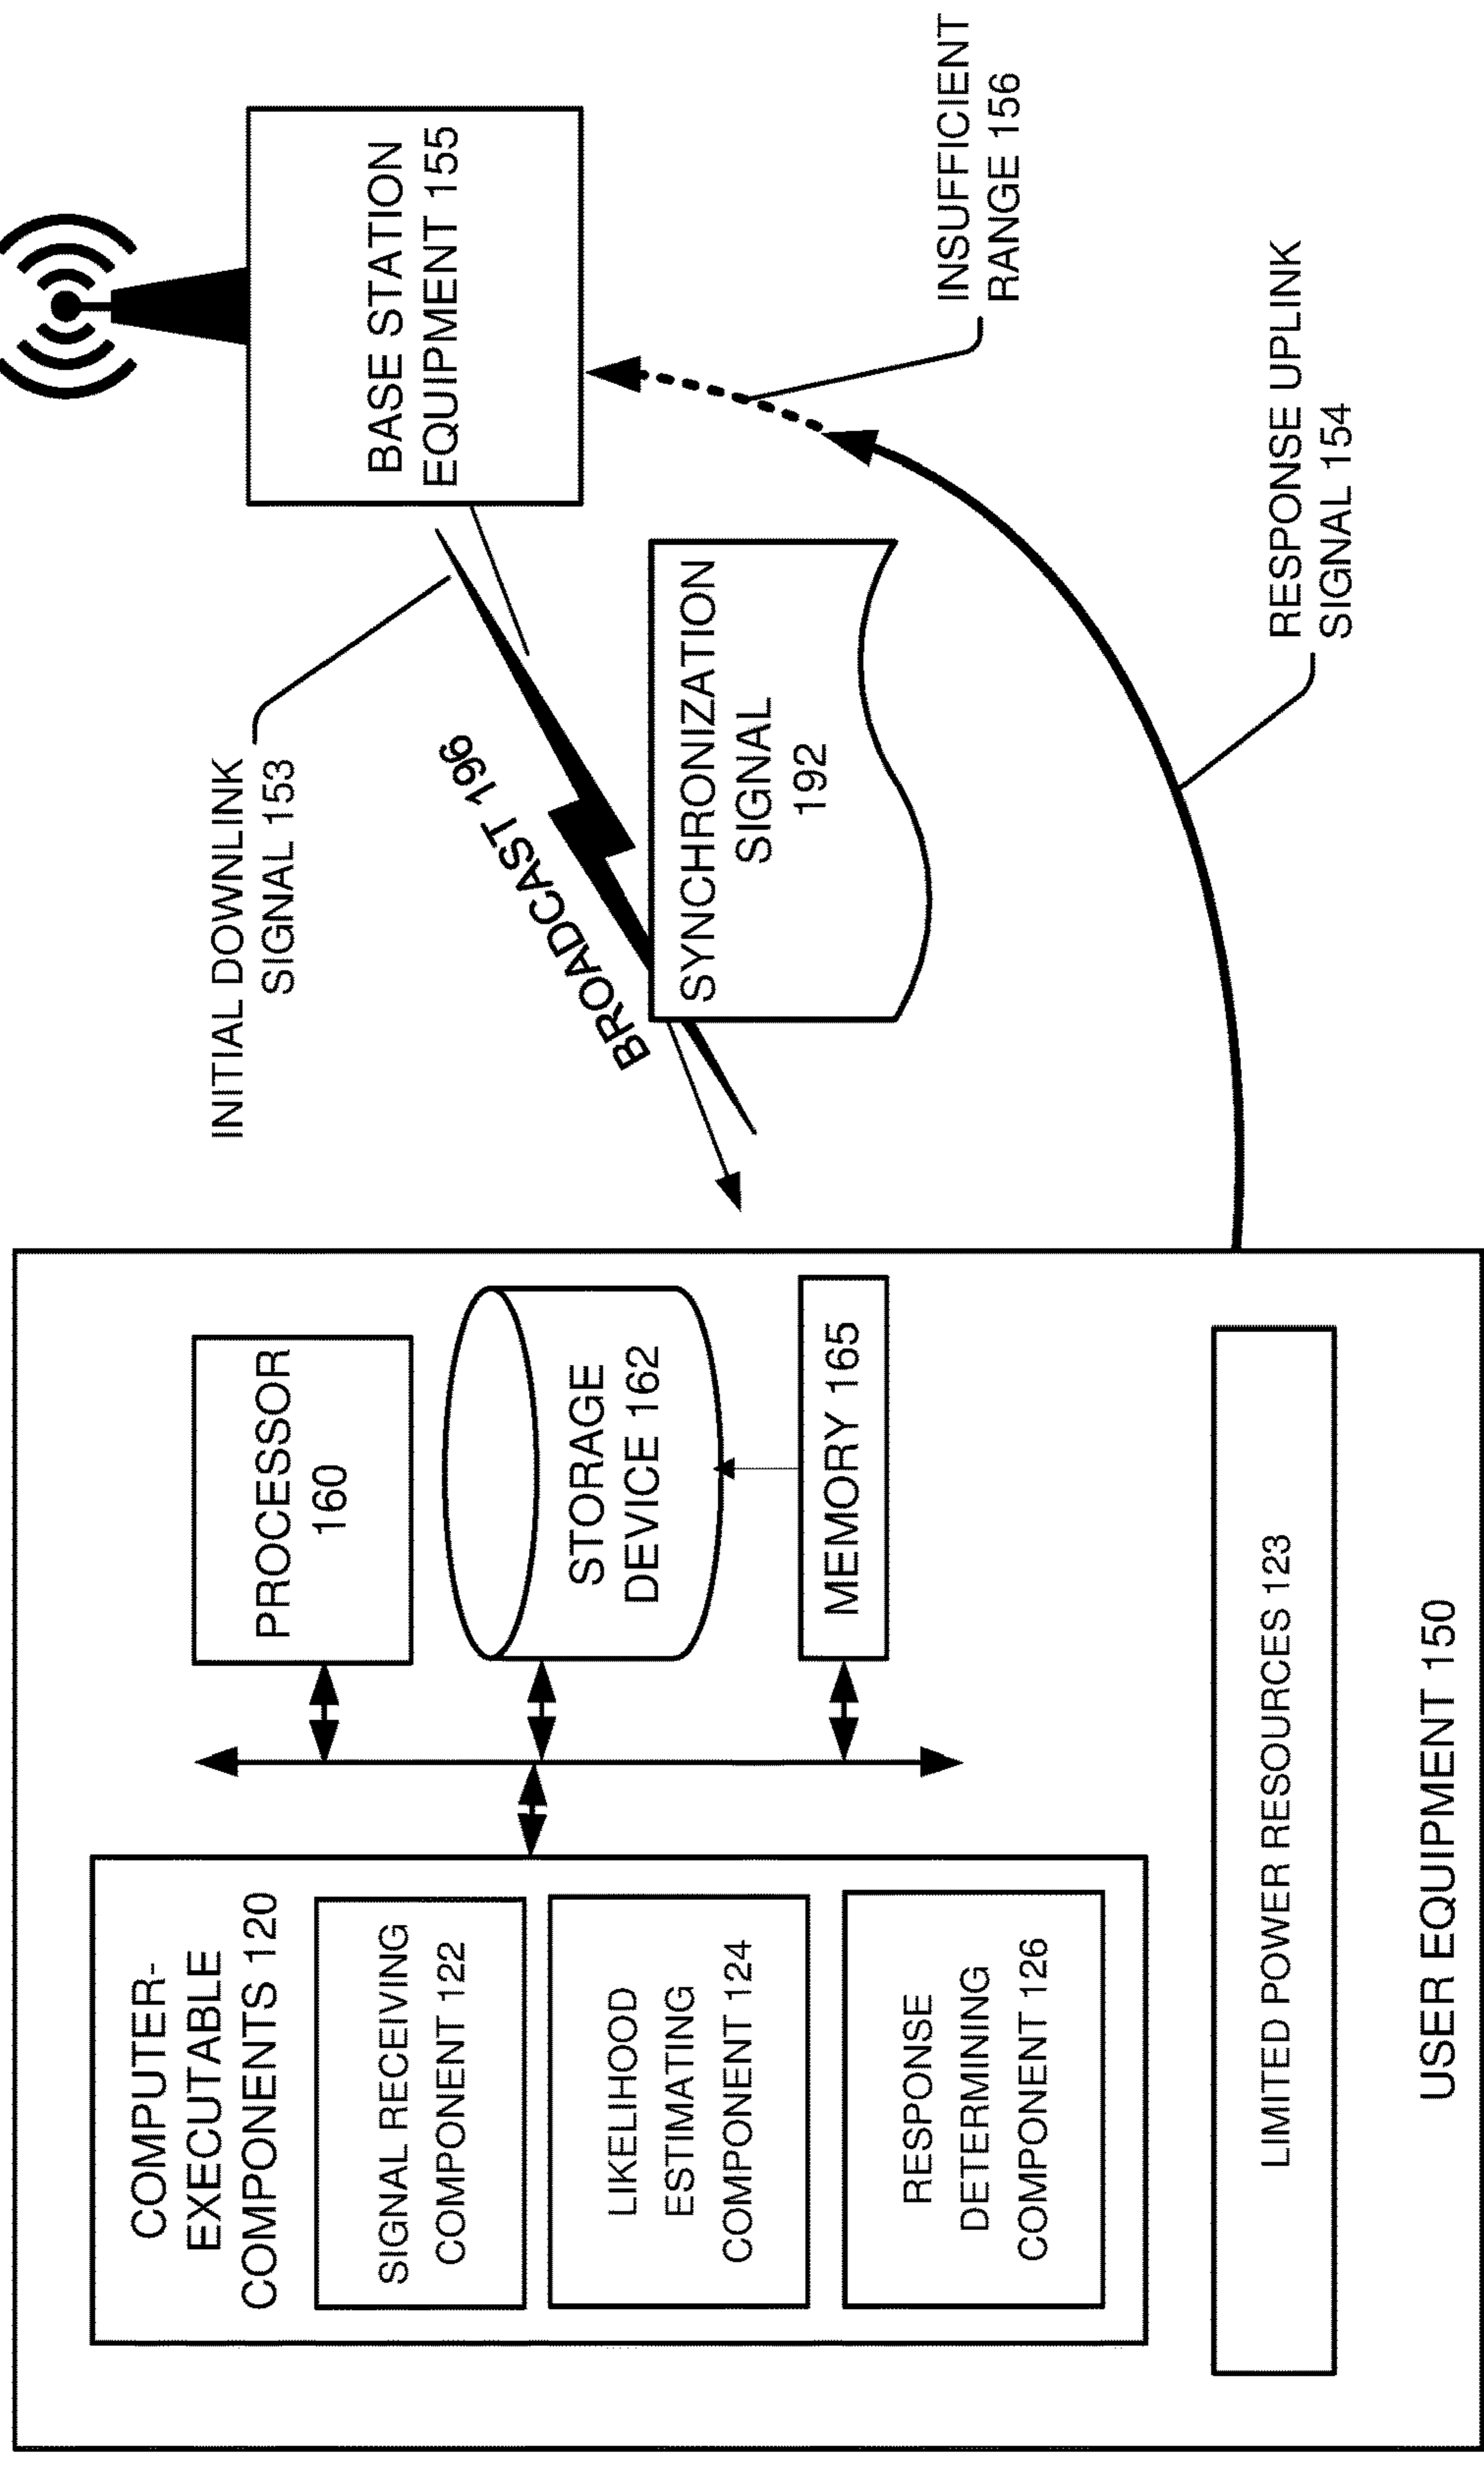 COMPUTER-
EXECUTABLE
COMPONENTS 120
SIGNAL RECEIVING
COMPONENT 122
LIKELIHOOD
ESTIMATING
COMPONENT 124
RESPONSE
DETERMINING
COMPONENT 126
PROCESSOR
160
STORAGE
DEVICE 162
MEMORY 165
LIMITED POWER RESOURCES 123
USER EQUIPMENT 150
INITIAL DOWNLINK
SIGNAL 153
BROADCAST 196
SYNCHRONIZATION
SIGNAL
192
BASE STATION
EQUIPMENT 155
INSUFFICIENT
RANGE 156
RESPONSE UPLINK
SIGNAL 154